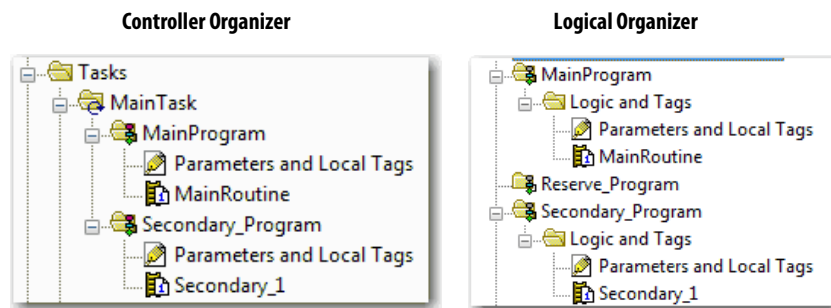 Controller Organizer
Tasks
MainTask
MainProgram
Parameters and Local Tags
MainRoutine
Secondary_Program
Parameters and Local Tags
Secondary_1
Logical Organizer
MainProgram
Logic and Tags
Parameters and Local Tags
MainRoutine
Reserve_Program
Secondary_Program
Logic and Tags
Parameters and Local Tags
Secondary_1